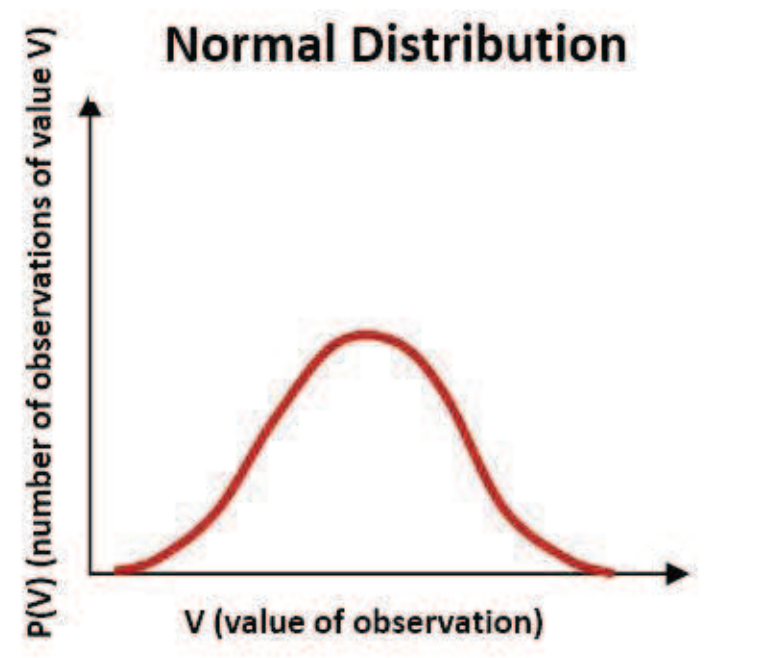 Normal Distribution
P(V) (number of observations of value V)
V (value of observation)